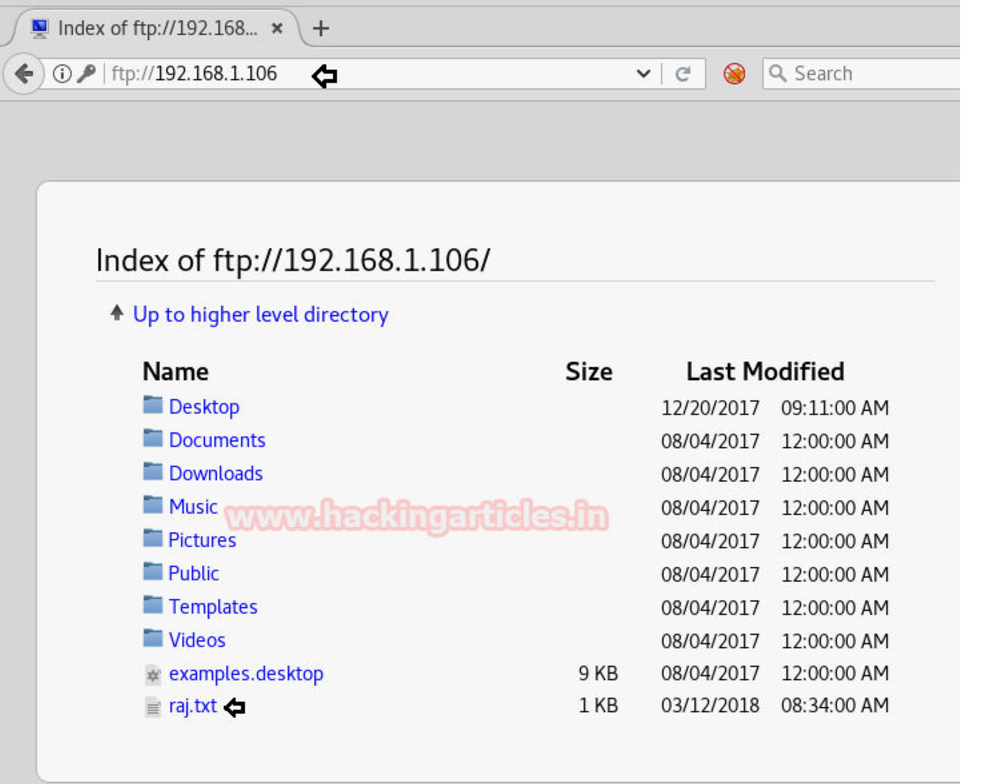 Index of ftp://192.168...
ftp://192.168.1.106
Search
Index of ftp://192.168.1.106/
Up to higher level directory
Name Size Last Modified
Desktop 12/20/2017 09:11:00 AM
Documents 08/04/2017 12:00:00 AM
Downloads 08/04/2017 12:00:00 AM
Music 08/04/2017 12:00:00 AM
www.hackingarticles.in
Pictures 08/04/2017 12:00:00 AM
Public 08/04/2017 12:00:00 AM
Templates 08/04/2017 12:00:00 AM
Videos 08/04/2017 12:00:00 AM
examples.desktop 9 KB 08/04/2017 12:00:00 AM
raj.txt 1 KB 03/12/2018 08:34:00 AM